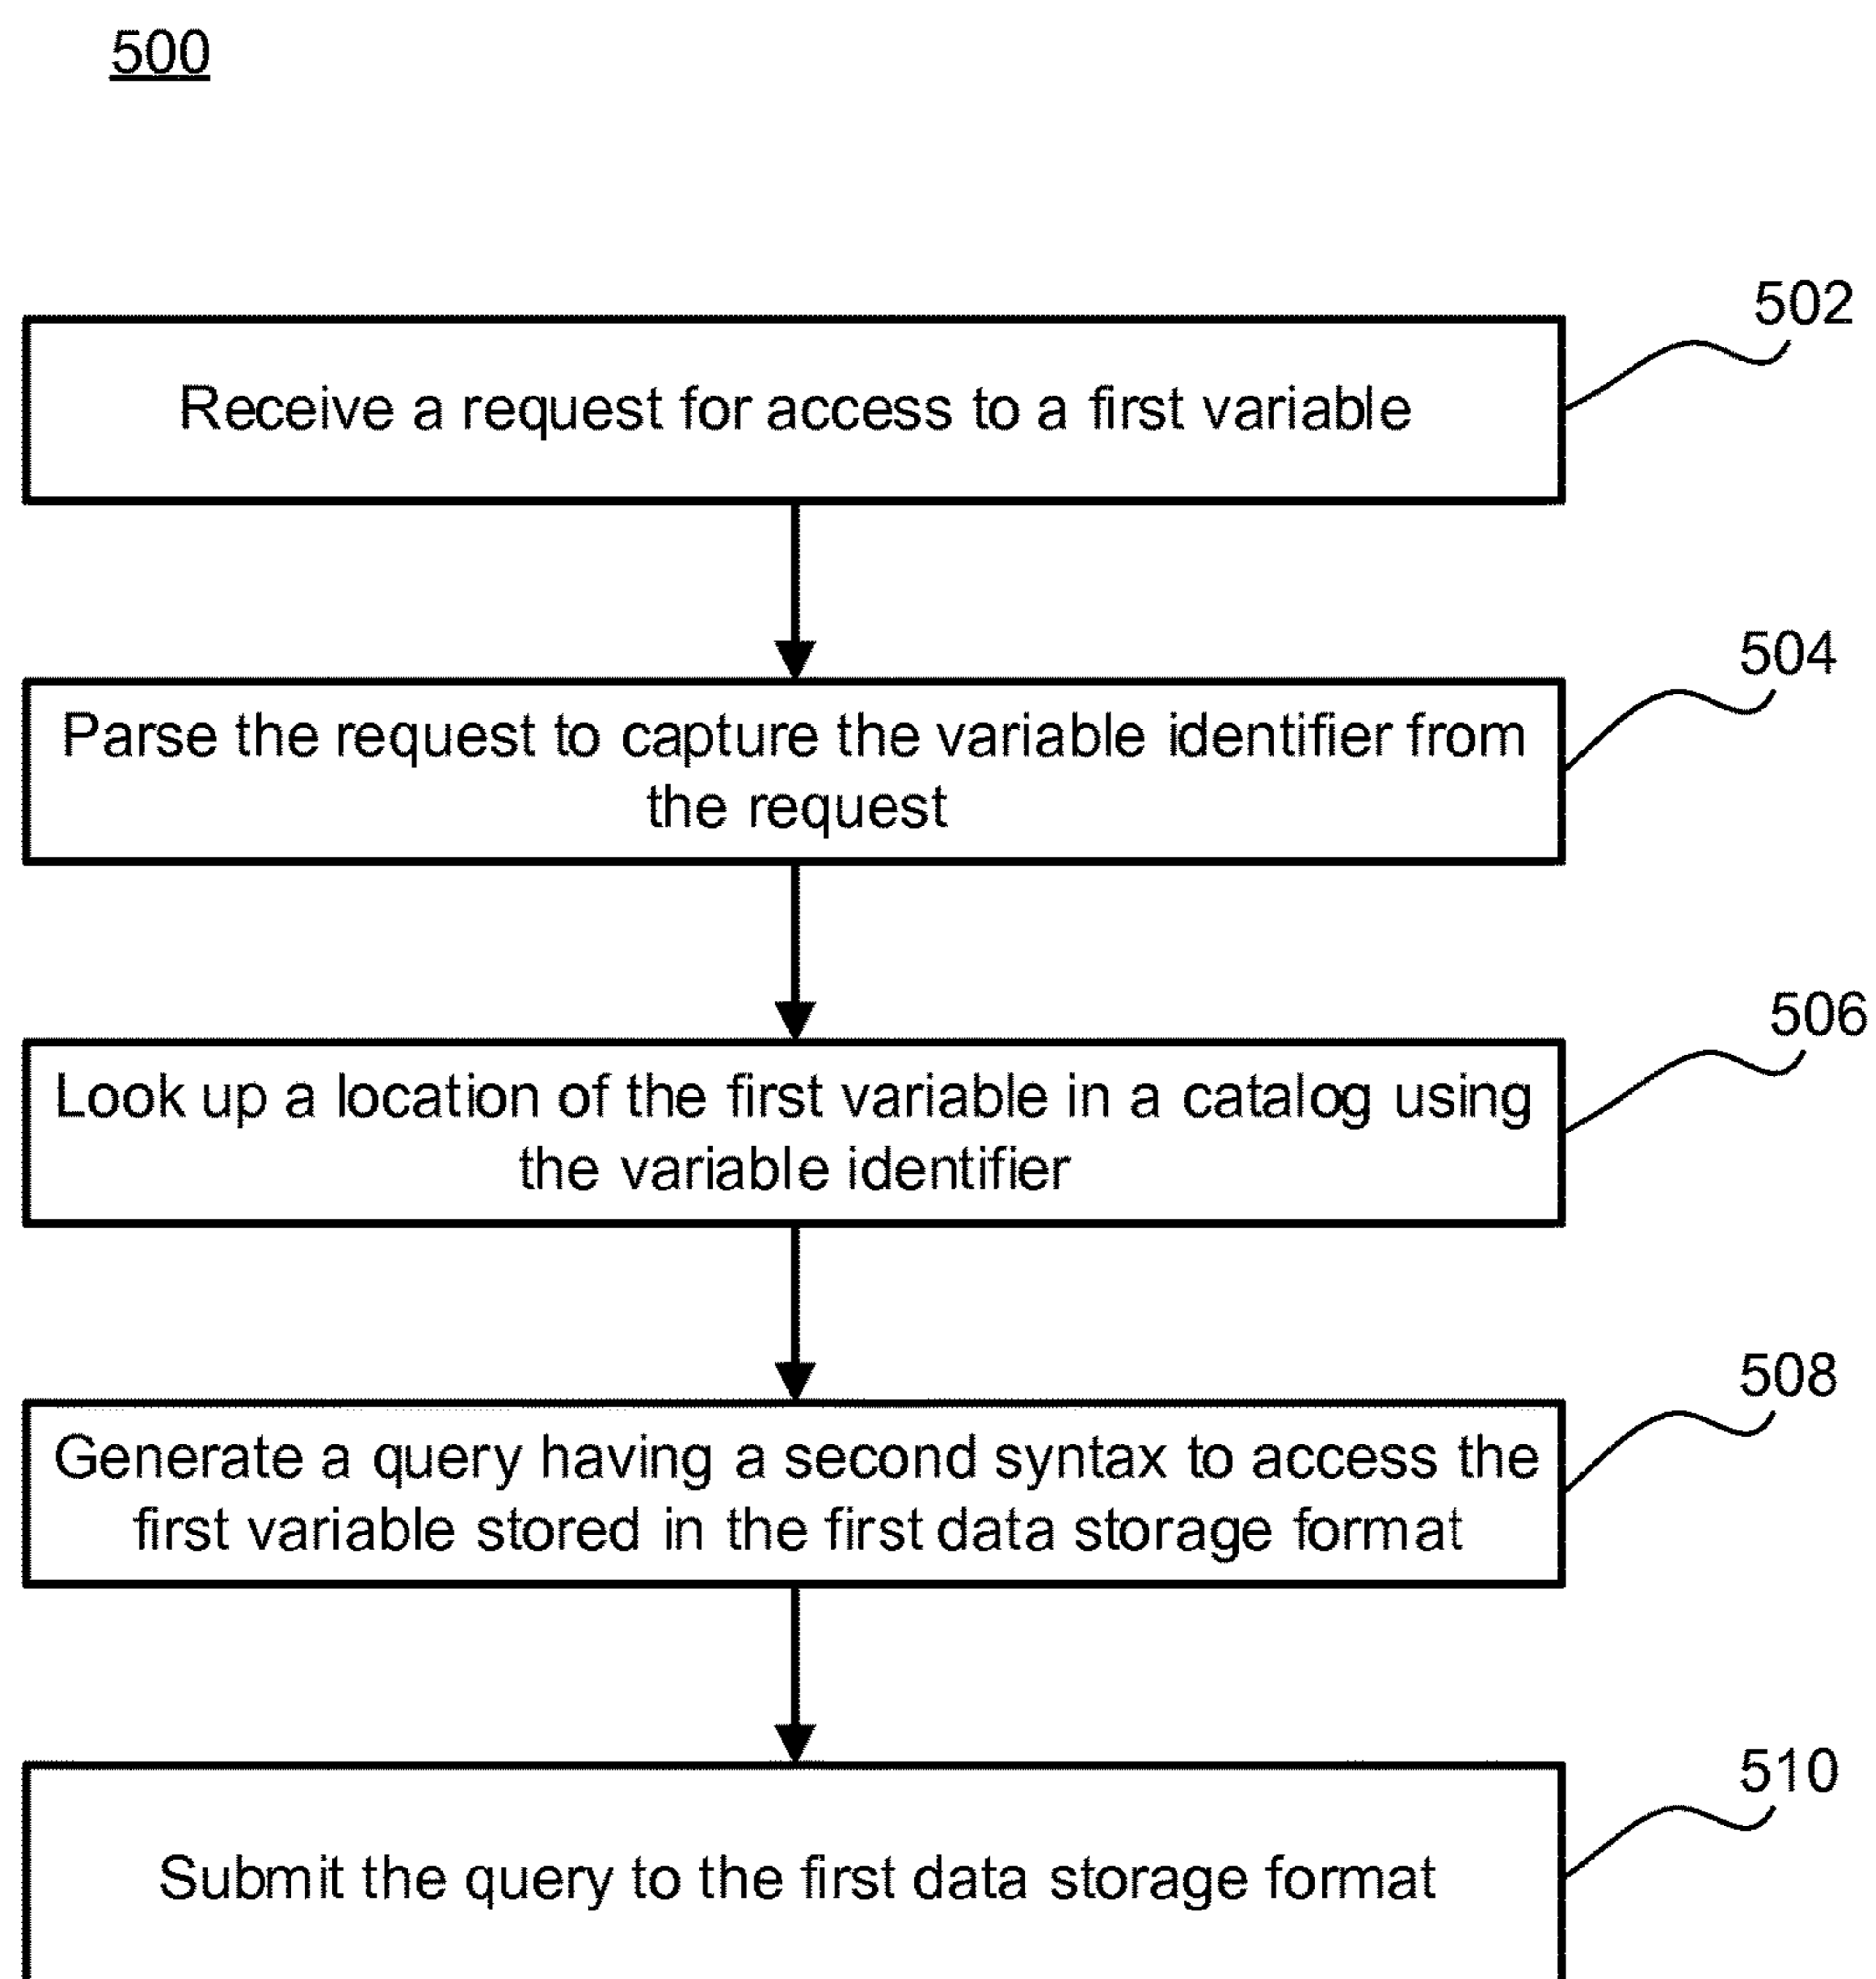 500
502
Receive a request for access to a first variable
504
Parse the request to capture the variable identifier from
the request
506
Look up a location of the first variable in a catalog using
the variable identifier
508
Generate a query having a second syntax to access the
first variable stored in the first data storage format
510
Submit the query to the first data storage format